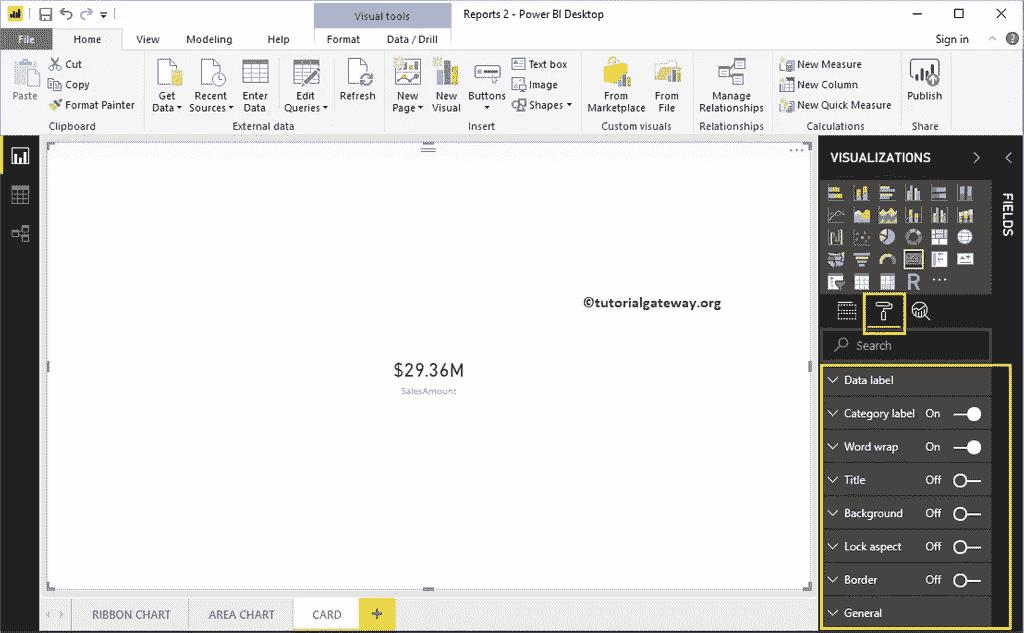 Visual tools
Reports 2 - Power BI Desktop
File
Home
View
Modeling
Help
Format
Data / Drill
Sign in
Paste
Cut
Copy
Format Painter
Clipboard
Get
Data
Recent
Sources
Enter
Data
Edit
Queries
Refresh
External data
New
Page
New
Visual
Buttons
Text box
Image
Shapes
Insert
From
Marketplace
From
File
Custom visuals
Manage
Relationships
Relationships
New Measure
New Column
New Quick Measure
Calculations
Publish
Share
©tutorialgateway.org
$29.36M
SalesAmount
VISUALIZATIONS
FIELDS
R
Search
Data label
Category label On
Word wrap On
Title Off
Background Off
Lock aspect Off
Border Off
General
RIBBON CHART
AREA CHART
CARD
+